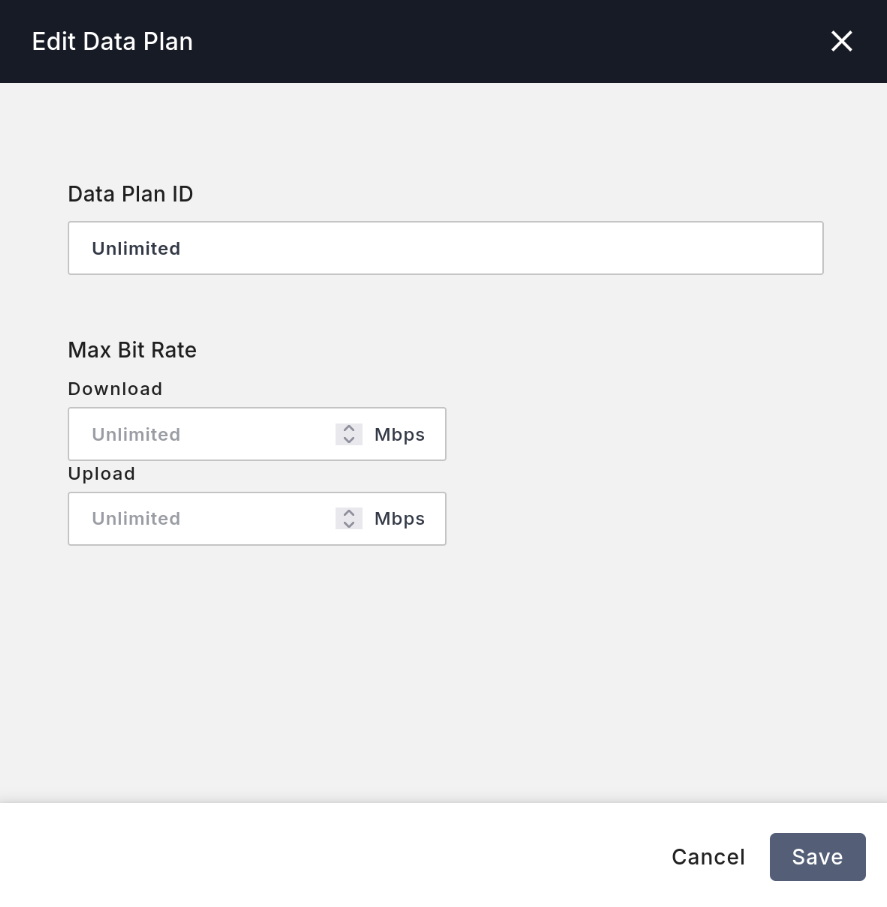 Edit Data Plan
Data Plan ID
Unlimited
Max Bit Rate
Download
Unlimited Mbps
Upload
Unlimited Mbps
Cancel Save